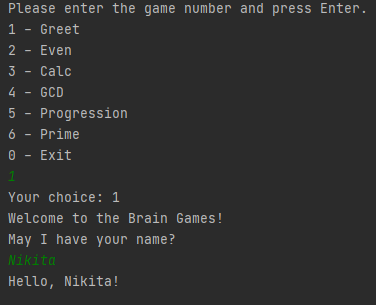 Please enter the game number and press Enter.
1 - Greet
2 - Even
3 - Calc
4 - GCD
5 - Progression
6 - Prime
0 - Exit
1
Your choice: 1
Welcome to the Brain Games!
May I have your name?
Nikita
Hello, Nikita!